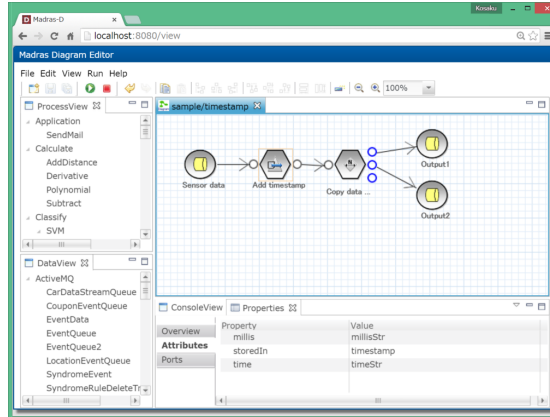 Kosaku
Madras-D
localhost:8080/view
Madras Diagram Editor
File Edit View Run Help
100%
ProcessView
Application
SendMail
Calculate
AddDistance
Derivative
Polynomial
Subtract
Classify
SVM
DataView
ActiveMQ
CarDataStreamQueue
CouponEventQueue
EventData
EventQueue
EventQueue2
LocationEventQueue
SyndromeEvent
SyndromeRuleDeleteTr
sample/timestamp
Sensor data
Add timestamp
Copy data ...
Output1
Output2
ConsoleView Properties
Overview
Attributes
Ports
Property Value
millis millisStr
storedIn timestamp
time timeStr